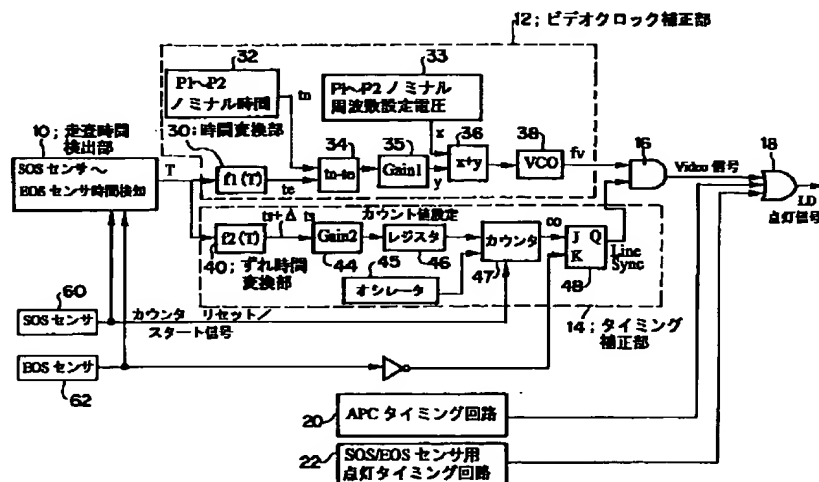 12；ビデオクロック補正部
32
33
P1～P2
ノミナル時間
P1～P2 ノミナル
周波数設定電圧
tn
10；走査時間
検出部
30：時間変換部
x
34
35
36
38
16
18
SOS センサ～
EOS センサ時間検知
T
f1(T)
te
tn-te
Gain1
y
x+y
VCO
fv
Video 信号
LD
点灯信号
ts+Δts
カウント値設定
f2(T)
Gain2
レジスタ
カウンタ
co
J
Q
K
Line
Sync
40；ずれ時間
変換部
44
45
46
47
48
オシレータ
60
SOS センサ
カウンタ リセット／
スタート信号
14；タイミング
補正部
EOS センサ
62
20
APC タイミング回路
22
SOS/EOS センサ用
点灯タイミング回路